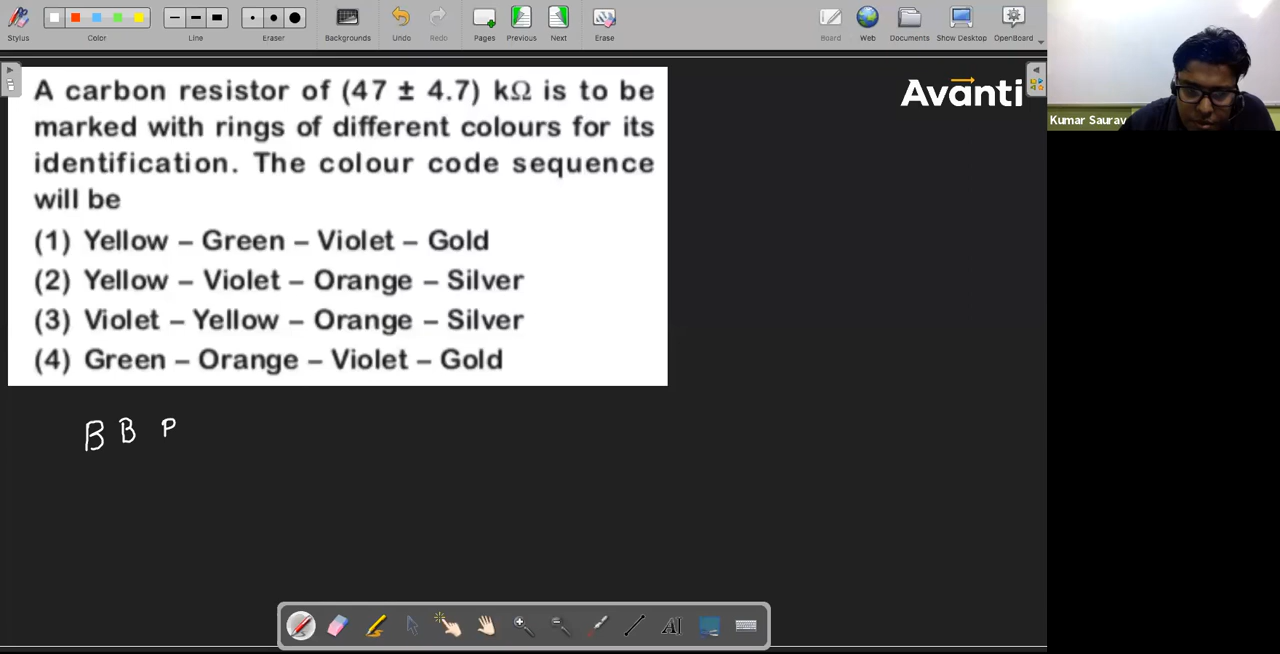 Stylus Color Line Eraser Backgrounds Undo Redo Pages Previous Next Erase Board Web Documents Show Desktop OpenBoard
A carbon resistor of (47 ± 4.7) kΩ is to be
marked with rings of different colours for its
identification. The colour code sequence
will be
(1) Yellow – Green – Violet – Gold
(2) Yellow – Violet – Orange – Silver
(3) Violet – Yellow – Orange – Silver
(4) Green – Orange – Violet – Gold
Avanti
Kumar Saurav
B B P
AI